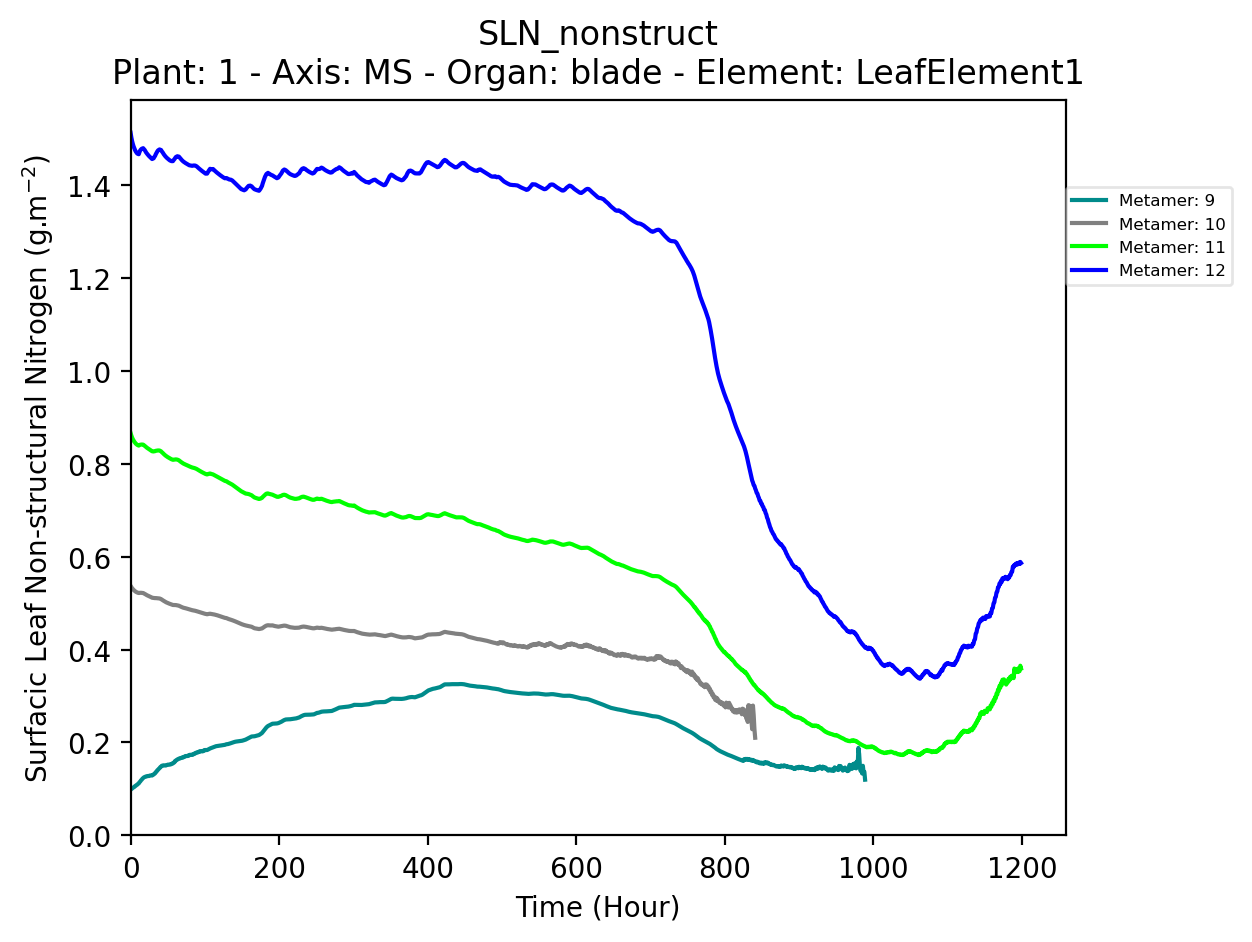 SLN_nonstruct
Plant: 1 - Axis: MS - Organ: blade - Element: LeafElement1
Surfacic Leaf Non-structural Nitrogen (g.m⁻²)
1.4
1.2
1.0
0.8
0.6
0.4
0.2
0.0
Metamer: 9
Metamer: 10
Metamer: 11
Metamer: 12
0 200 400 600 800 1000 1200
Time (Hour)